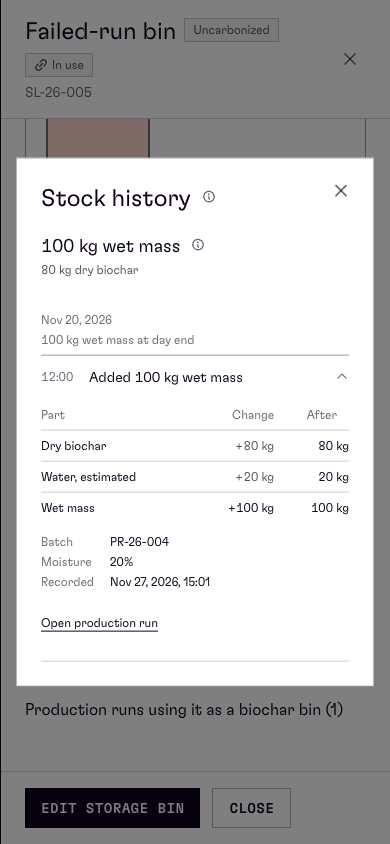 Failed-run bin
Uncarbonized
In use
SL-26-005
Stock history
100 kg wet mass
80 kg dry biochar
Nov 20, 2026
100 kg wet mass at day end
12:00 Added 100 kg wet mass
Part Change After
Dry biochar +80 kg 80 kg
Water, estimated +20 kg 20 kg
Wet mass +100 kg 100 kg
Batch PR-26-004
Moisture 20%
Recorded Nov 27, 2026, 15:01
Open production run
Production runs using it as a biochar bin (1)
EDIT STORAGE BIN CLOSE